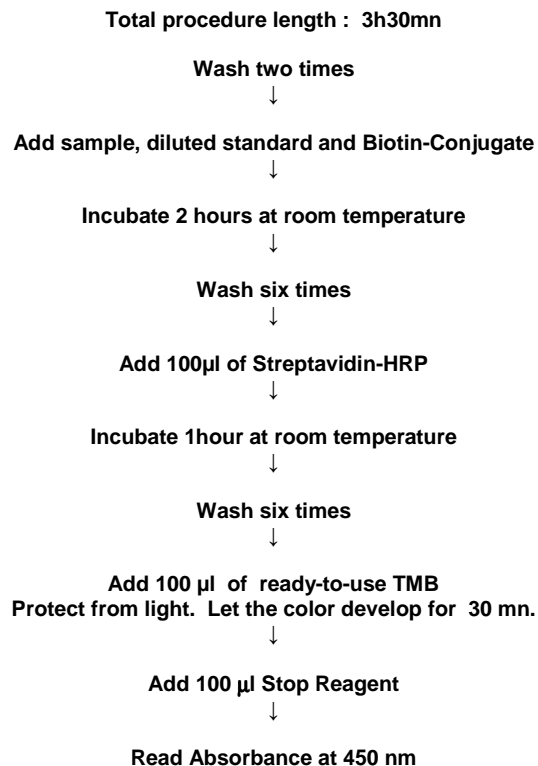 Total procedure length : 3h30mn
Wash two times
↓
Add sample, diluted standard and Biotin-Conjugate
↓
Incubate 2 hours at room temperature
↓
Wash six times
↓
Add 100µl of Streptavidin-HRP
↓
Incubate 1hour at room temperature
↓
Wash six times
↓
Add 100 µl of ready-to-use TMB
Protect from light. Let the color develop for 30 mn.
↓
Add 100 µl Stop Reagent
↓
Read Absorbance at 450 nm